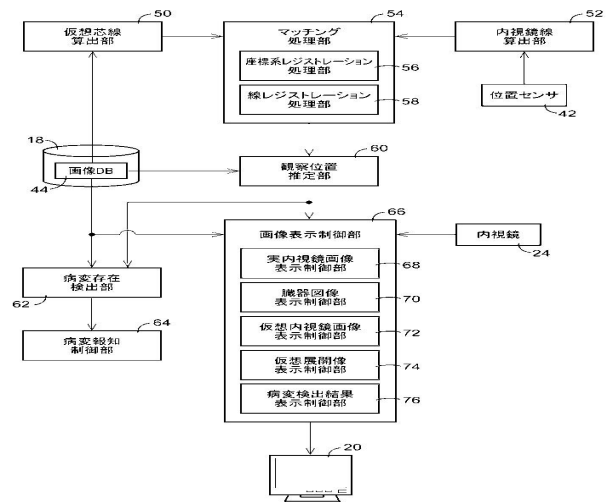 50
仮想芯線
算出部
54
マッチング
処理部
座標系レジストレーション
処理部
56
線レジストレーション
処理部
58
52
内視鏡線
算出部
位置センサ
42
18
画像DB
44
60
観察位置
推定部
66
画像表示制御部
内視鏡
24
実内視鏡画像
表示制御部
68
臓器図像
表示制御部
70
仮想内視鏡画像
表示制御部
72
仮想展開像
表示制御部
74
病変検出結果
表示制御部
76
病変存在
検出部
62
64
病変報知
制御部
20